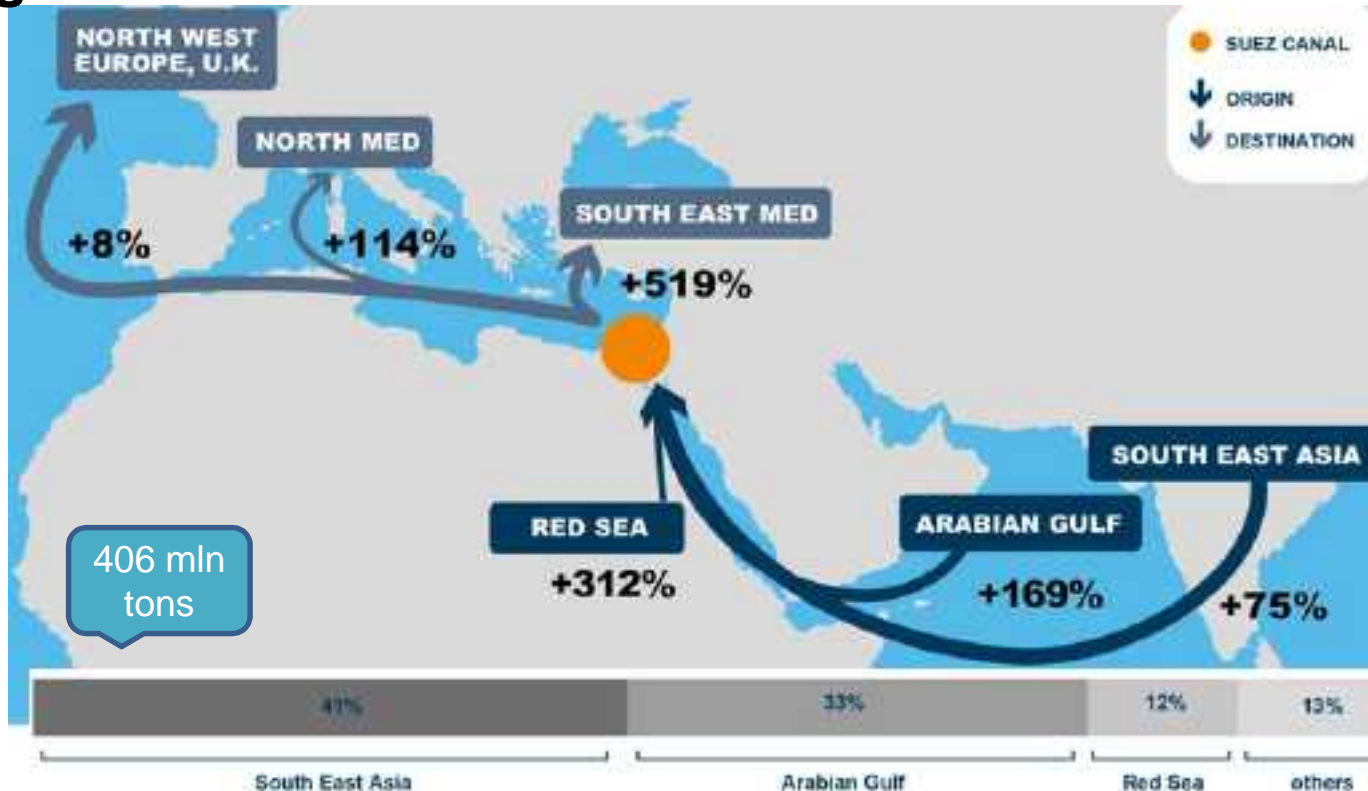 NORTH WEST
EUROPE, U.K.
SUEZ CANAL
ORIGIN
DESTINATION
NORTH MED
SOUTH EAST MED
+8%
+114%
+519%
SOUTH EAST ASIA
RED SEA
ARABIAN GULF
+312%
+169%
+75%
406 mln
tons
41%
33%
12%
13%
South East Asia
Arabian Gulf
Red Sea
others